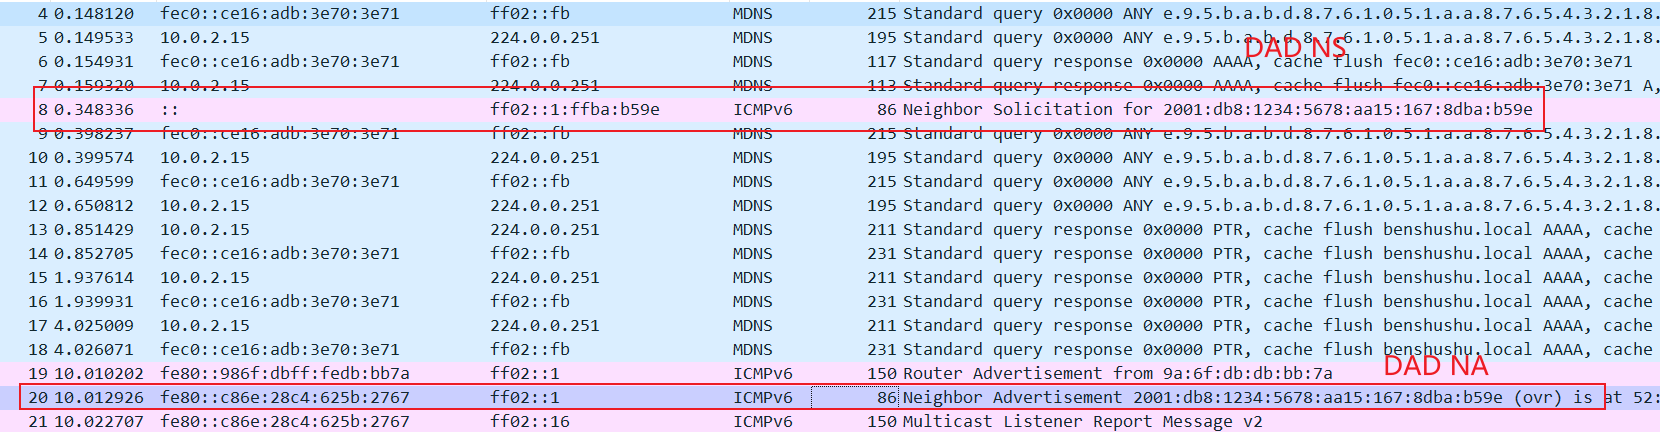 4 0.148120 fec0::ce16:adb:3e70:3e71 ff02::fb MDNS 215 Standard query 0x0000 ANY e.9.5.b.a.b.d.8.7.6.1.0.5.1.a.a.8.7.6.5.4.3.2.1.8.
5 0.149533 10.0.2.15 224.0.0.251 MDNS 195 Standard query 0x0000 ANY e.9.5.b.a.b.d.8.7.6.1.0.5.1.a.a.8.7.6.5.4.3.2.1.8.
DAD NS
6 0.154931 fec0::ce16:adb:3e70:3e71 ff02::fb MDNS 117 Standard query response 0x0000 AAAA, cache flush fec0::ce16:adb:3e70:3e71
7 0.159320 10.0.2.15 224.0.0.251 MDNS 113 Standard query response 0x0000 AAAA, cache flush fec0::ce16:adb:3e70:3e71 A,
8 0.348336 :: ff02::1:ffba:b59e ICMPv6 86 Neighbor Solicitation for 2001:db8:1234:5678:aa15:167:8dba:b59e
9 0.398237 fec0::ce16:adb:3e70:3e71 ff02::fb MDNS 215 Standard query 0x0000 ANY e.9.5.b.a.b.d.8.7.6.1.0.5.1.a.a.8.7.6.5.4.3.2.1.8.
10 0.399574 10.0.2.15 224.0.0.251 MDNS 195 Standard query 0x0000 ANY e.9.5.b.a.b.d.8.7.6.1.0.5.1.a.a.8.7.6.5.4.3.2.1.8.
11 0.649599 fec0::ce16:adb:3e70:3e71 ff02::fb MDNS 215 Standard query 0x0000 ANY e.9.5.b.a.b.d.8.7.6.1.0.5.1.a.a.8.7.6.5.4.3.2.1.8.
12 0.650812 10.0.2.15 224.0.0.251 MDNS 195 Standard query 0x0000 ANY e.9.5.b.a.b.d.8.7.6.1.0.5.1.a.a.8.7.6.5.4.3.2.1.8.
13 0.851429 10.0.2.15 224.0.0.251 MDNS 211 Standard query response 0x0000 PTR, cache flush benshushu.local AAAA, cache
14 0.852705 fec0::ce16:adb:3e70:3e71 ff02::fb MDNS 231 Standard query response 0x0000 PTR, cache flush benshushu.local AAAA, cache
15 1.937614 10.0.2.15 224.0.0.251 MDNS 211 Standard query response 0x0000 PTR, cache flush benshushu.local AAAA, cache
16 1.939931 fec0::ce16:adb:3e70:3e71 ff02::fb MDNS 231 Standard query response 0x0000 PTR, cache flush benshushu.local AAAA, cache
17 4.025009 10.0.2.15 224.0.0.251 MDNS 211 Standard query response 0x0000 PTR, cache flush benshushu.local AAAA, cache
18 4.026071 fec0::ce16:adb:3e70:3e71 ff02::fb MDNS 231 Standard query response 0x0000 PTR, cache flush benshushu.local AAAA, cache
DAD NA
19 10.010202 fe80::986f:dbff:fedb:bb7a ff02::1 ICMPv6 150 Router Advertisement from 9a:6f:db:db:bb:7a
20 10.012926 fe80::c86e:28c4:625b:2767 ff02::1 ICMPv6 86 Neighbor Advertisement 2001:db8:1234:5678:aa15:167:8dba:b59e (ovr) is at 52:
21 10.022707 fe80::c86e:28c4:625b:2767 ff02::16 ICMPv6 150 Multicast Listener Report Message v2